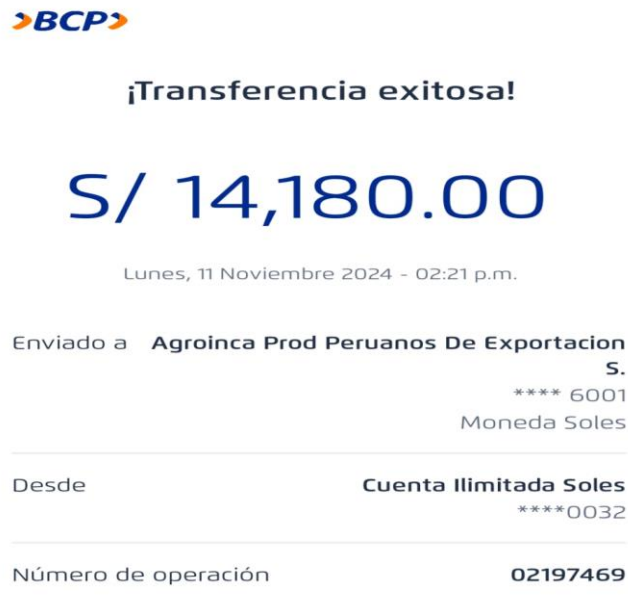 BCP
¡Transferencia exitosa!
S/ 14,180.00
Lunes, 11 Noviembre 2024 - 02:21 p.m.
Enviado a Agroinca Prod Peruanos De Exportacion
S.
**** 6001
Moneda Soles
Desde Cuenta Ilimitada Soles
****0032
Número de operación 02197469